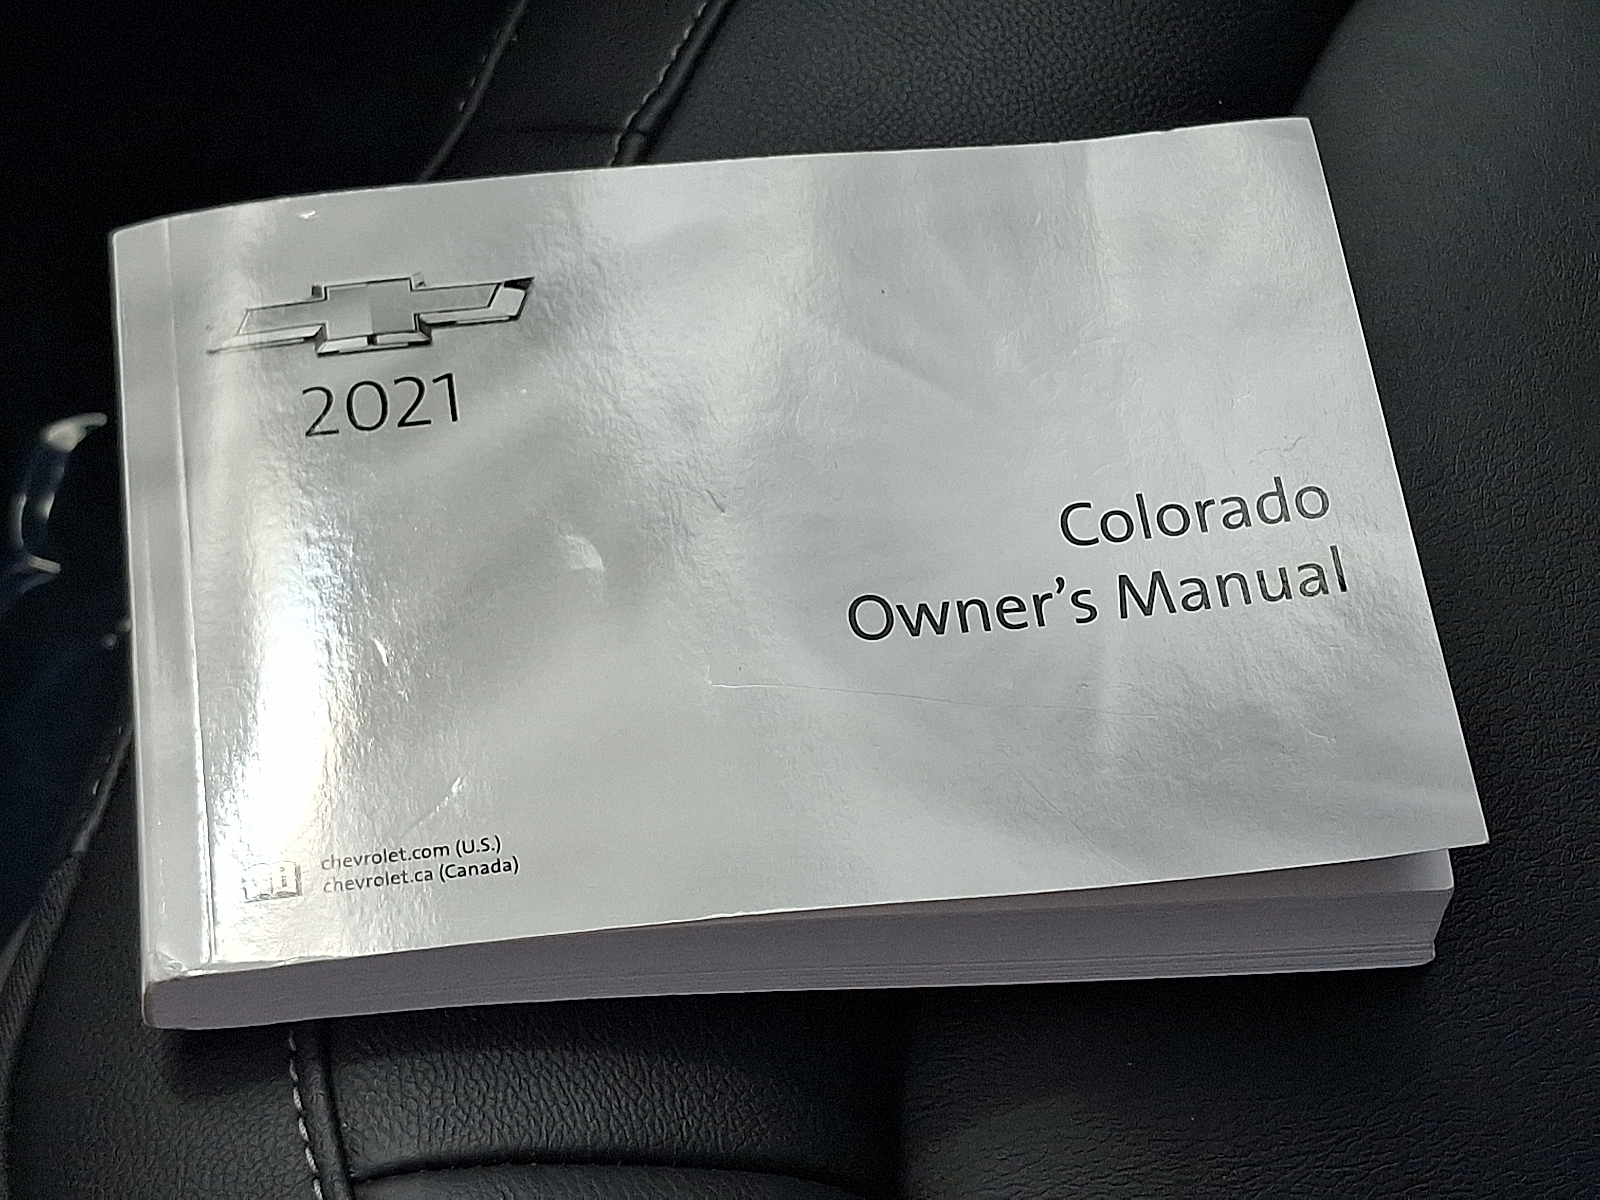 2021
Colorado
Owner's Manual
chevrolet.com (U.S.)
chevrolet.ca (Canada)